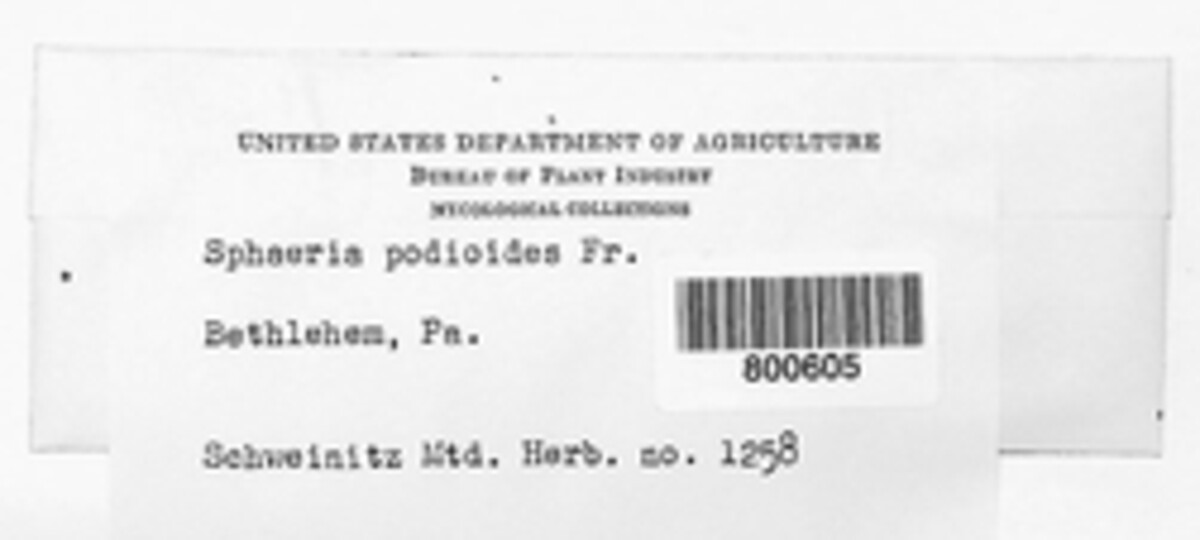 UNITED STATES DEPARTMENT OF AGRICULTURE
BUREAU OF PLANT INDUSTRY
MYCOLOGICAL COLLECTIONS
Sphaeria podioides Fr.
Bethlehem, Pa.
800605
Schweinitz Mtd. Herb. no. 1258